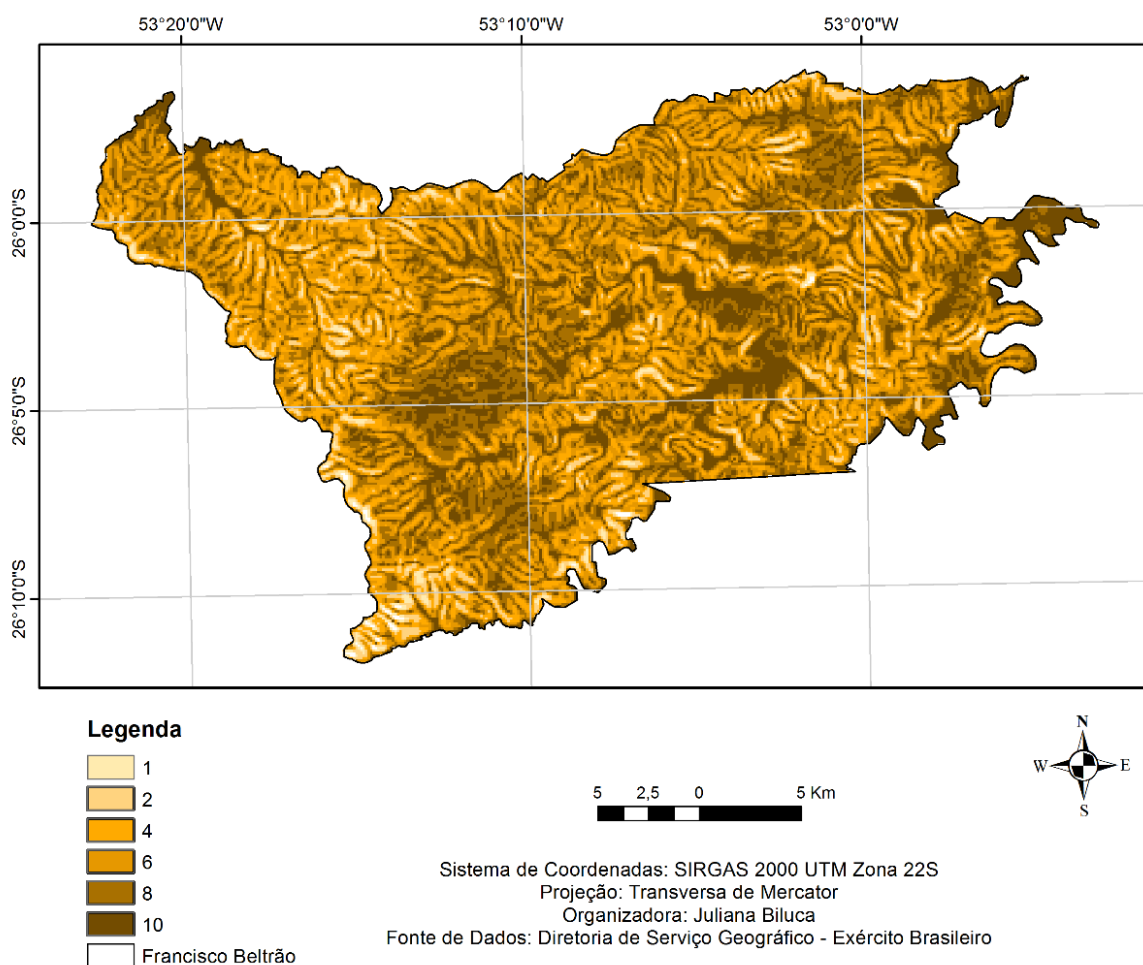 53°20'0"W 53°10'0"W 53°0'0"W
26°0'0"S
26°5'0"S
26°10'0"S
Legenda
1
2
4
6
8
10
Francisco Beltrão
N
W E
S
5 2,5 0 5 Km
Sistema de Coordenadas: SIRGAS 2000 UTM Zona 22S
Projeção: Transversa de Mercator
Organizadora: Juliana Biluca
Fonte de Dados: Diretoria de Serviço Geográfico - Exército Brasileiro